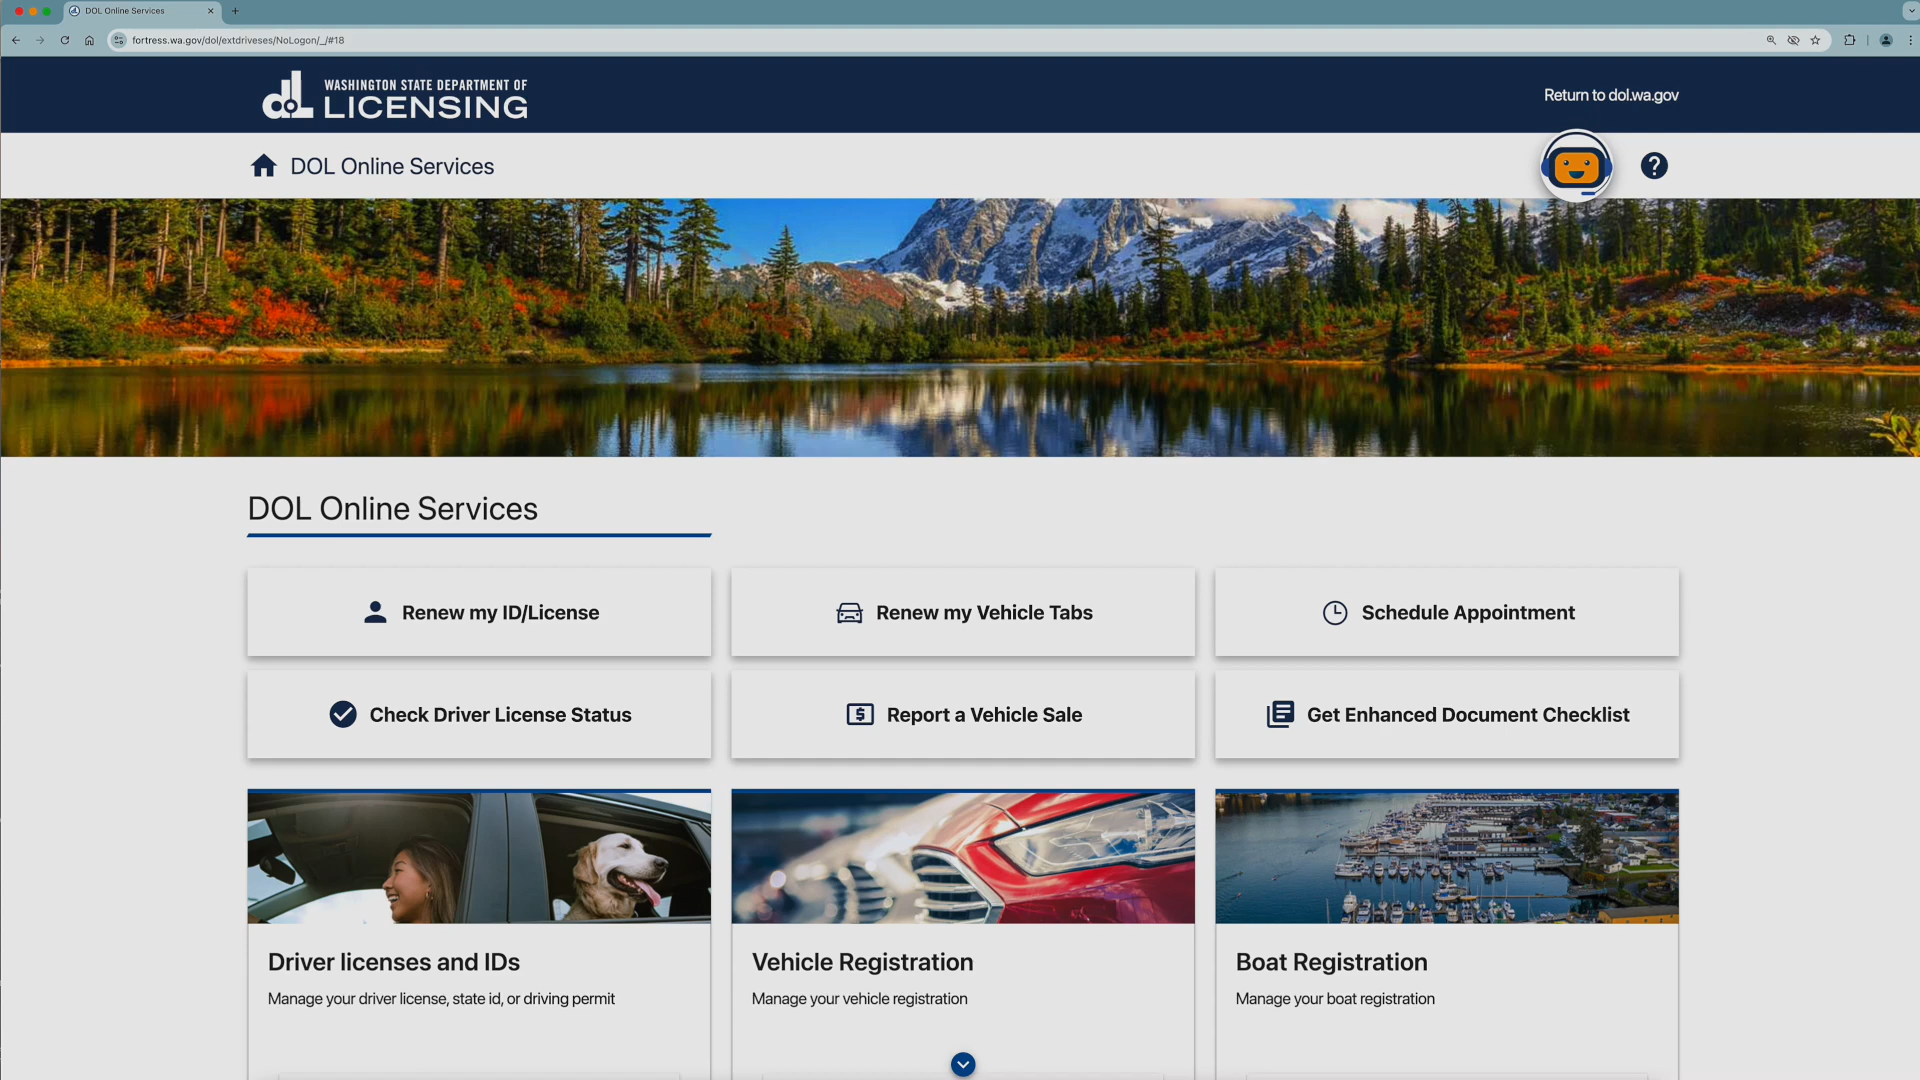 DOL Online Services
fortress.wa.gov/dol/extdriveses/NoLogon/_/#18
WASHINGTON STATE DEPARTMENT OF
dol LICENSING
Return to dol.wa.gov
DOL Online Services
?
DOL Online Services
Renew my ID/License
Renew my Vehicle Tabs
Schedule Appointment
Check Driver License Status
$ Report a Vehicle Sale
Get Enhanced Document Checklist
Driver licenses and IDs
Manage your driver license, state id, or driving permit
Vehicle Registration
Manage your vehicle registration
Boat Registration
Manage your boat registration